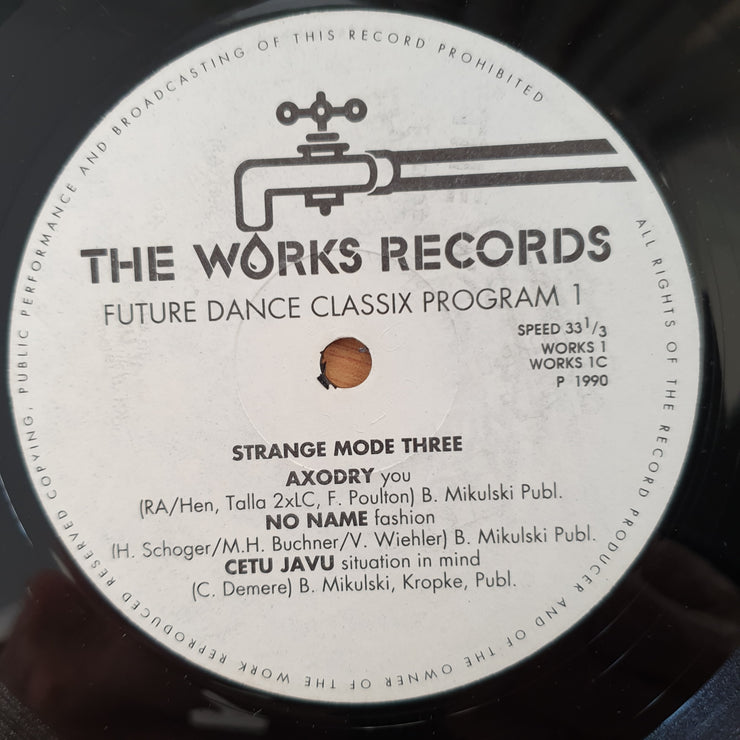 ALL RIGHTS OF THE RECORD PRODUCER AND OF THE OWNER OF THE WORK REPRODUCED RESERVED COPYING, PUBLIC PERFORMANCE AND BROADCASTING OF THIS RECORD PROHIBITED
THE WORKS RECORDS
FUTURE DANCE CLASSIX PROGRAM 1
SPEED 33 1/3
WORKS 1
WORKS 1C
P 1990
STRANGE MODE THREE
AXODRY you
(RA/Hen, Talla 2xLC, F. Poulton) B. Mikulski Publ.
NO NAME fashion
(H. Schoger/M.H. Buchner/V. Wiehler) B. Mikulski Publ.
CETU JAVU situation in mind
(C. Demere) B. Mikulski, Kropke, Publ.